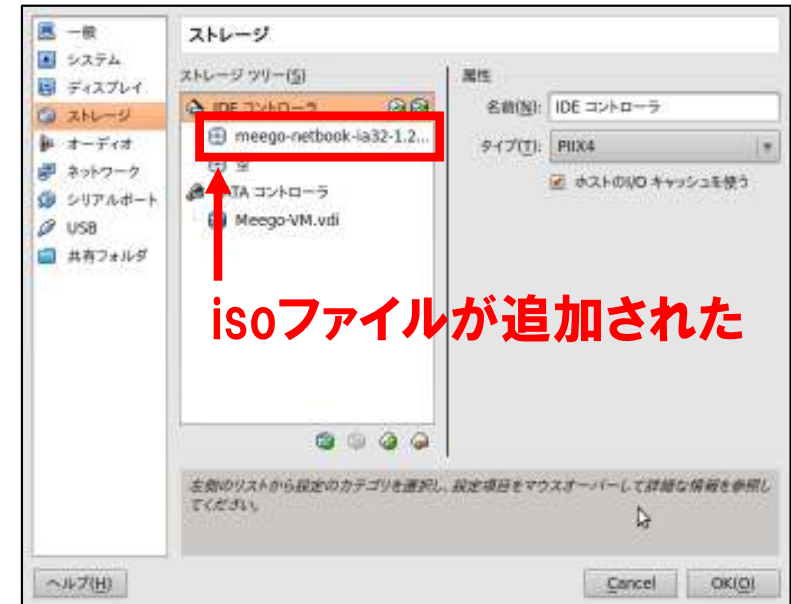 一般
システム
ディスプレイ
ストレージ
オーディオ
ネットワーク
シリアルポート
USB
共有フォルダ
ストレージ
ストレージ ツリー(S)
IDE コントローラ
meego-netbook-ia32-1.2...
空
SATA コントローラ
Meego-VM.vdi
属性
名前(N): IDE コントローラ
タイプ(T): PIIX4
ホストのI/O キャッシュを使う
isoファイルが追加された
左側のリストから設定のカテゴリを選択し、設定項目をマウスオーバーして詳細な情報を参照し
てください。
ヘルプ(H)
Cancel
OK(O)